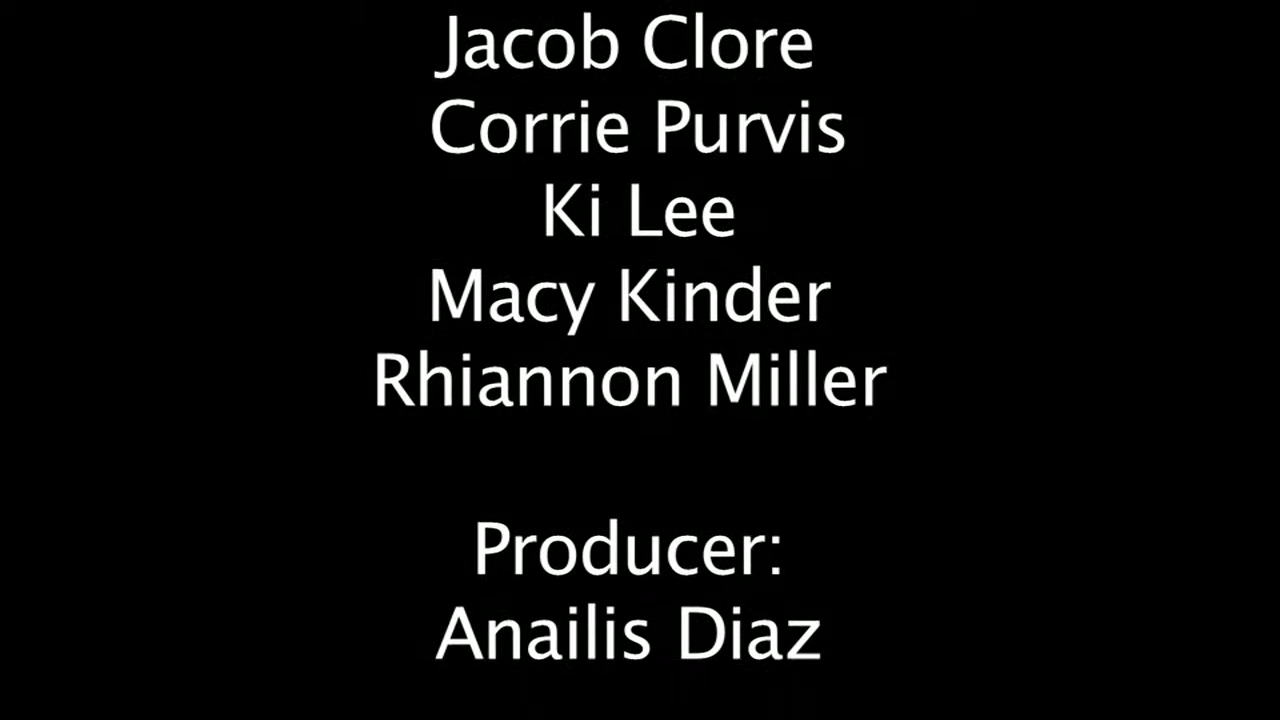 Jacob Clore
Corrie Purvis
Ki Lee
Macy Kinder
Rhiannon Miller
Producer:
Anailis Diaz